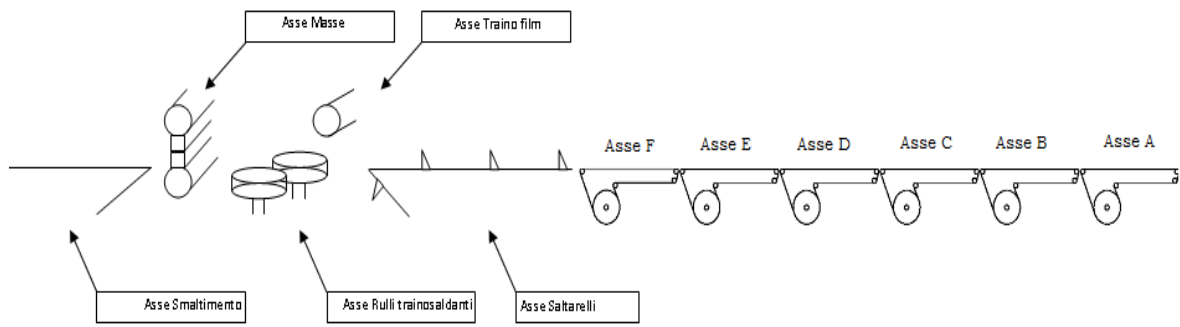 Asse Masse
Asse Traino film
Asse F
Asse E
Asse D
Asse C
Asse B
Asse A
Asse Smaltimento
Asse Rulli trainosaldanti
Asse Saltarelli